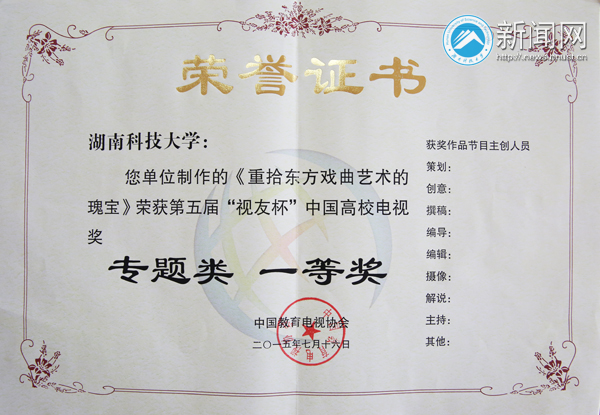 新闻网
http://news.hnust.cn
荣誉证书
湖南科技大学：
您单位制作的《重拾东方戏曲艺术的
瑰宝》荣获第五届“视友杯”中国高校电视
奖
专题类 一等奖
中国教育电视协会
二〇一五年七月十六日
获奖作品节目主创人员
策划：
创意：
撰稿：
编导：
编辑：
摄像：
解说：
主持：
其他：